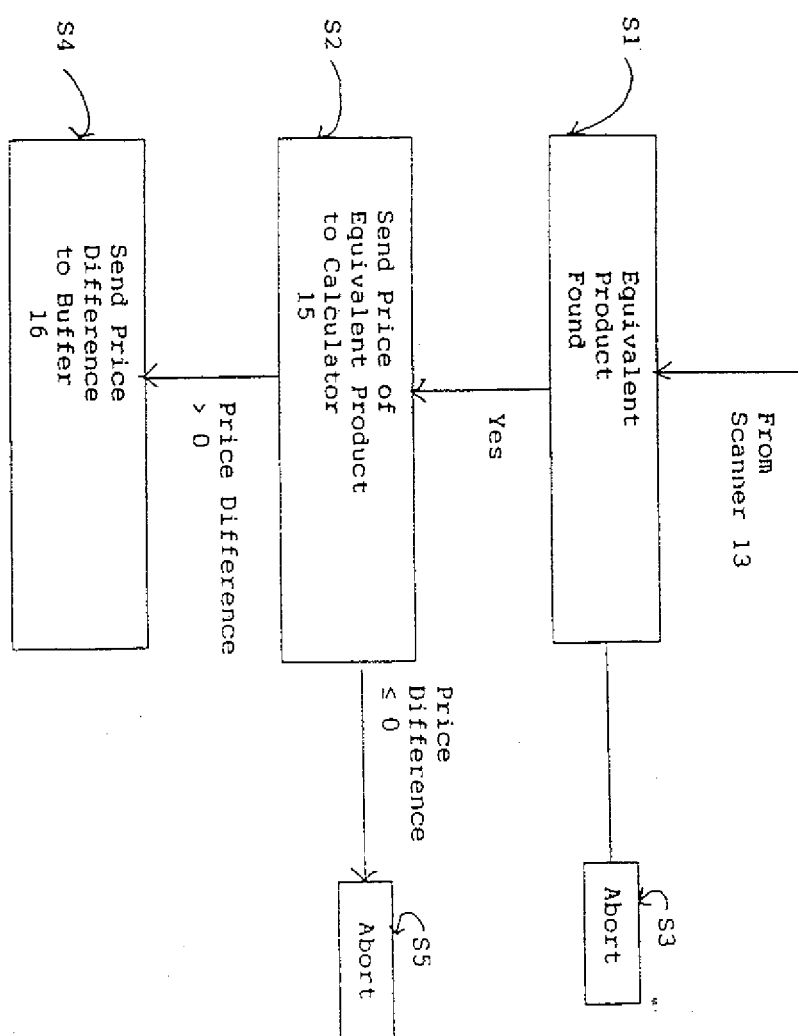 From
Scanner 13
S1
Equivalent
Product
Found
S3
Abort
Yes
S2
Send Price of
Equivalent Product
to Calculator
15
Price
Difference
≤ 0
S5
Abort
Price Difference
> 0
S4
Send Price
Difference
to Buffer
16